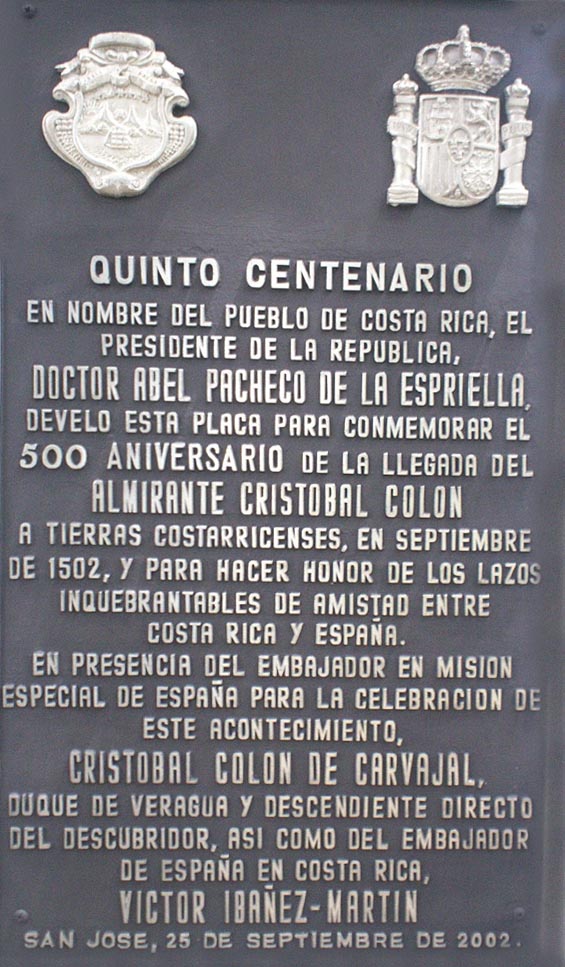 QUINTO CENTENARIO
EN NOMBRE DEL PUEBLO DE COSTA RICA, EL
PRESIDENTE DE LA REPUBLICA,
DOCTOR ABEL PACHECO DE LA ESPRIELLA,
DEVELO ESTA PLACA PARA CONMEMORAR EL
500 ANIVERSARIO DE LA LLEGADA DEL
ALMIRANTE CRISTOBAL COLON
A TIERRAS COSTARRICENSES, EN SEPTIEMBRE
DE 1502, Y PARA HACER HONOR DE LOS LAZOS
INQUEBRANTABLES DE AMISTAD ENTRE
COSTA RICA Y ESPAÑA.
EN PRESENCIA DEL EMBAJADOR EN MISION
ESPECIAL DE ESPAÑA PARA LA CELEBRACION DE
ESTE ACONTECIMIENTO,
CRISTOBAL COLON DE CARVAJAL,
DUQUE DE VERAGUA Y DESCENDIENTE DIRECTO
DEL DESCUBRIDOR, ASI COMO DEL EMBAJADOR
DE ESPAÑA EN COSTA RICA,
VICTOR IBAÑEZ-MARTIN
SAN JOSE, 25 DE SEPTIEMBRE DE 2002.